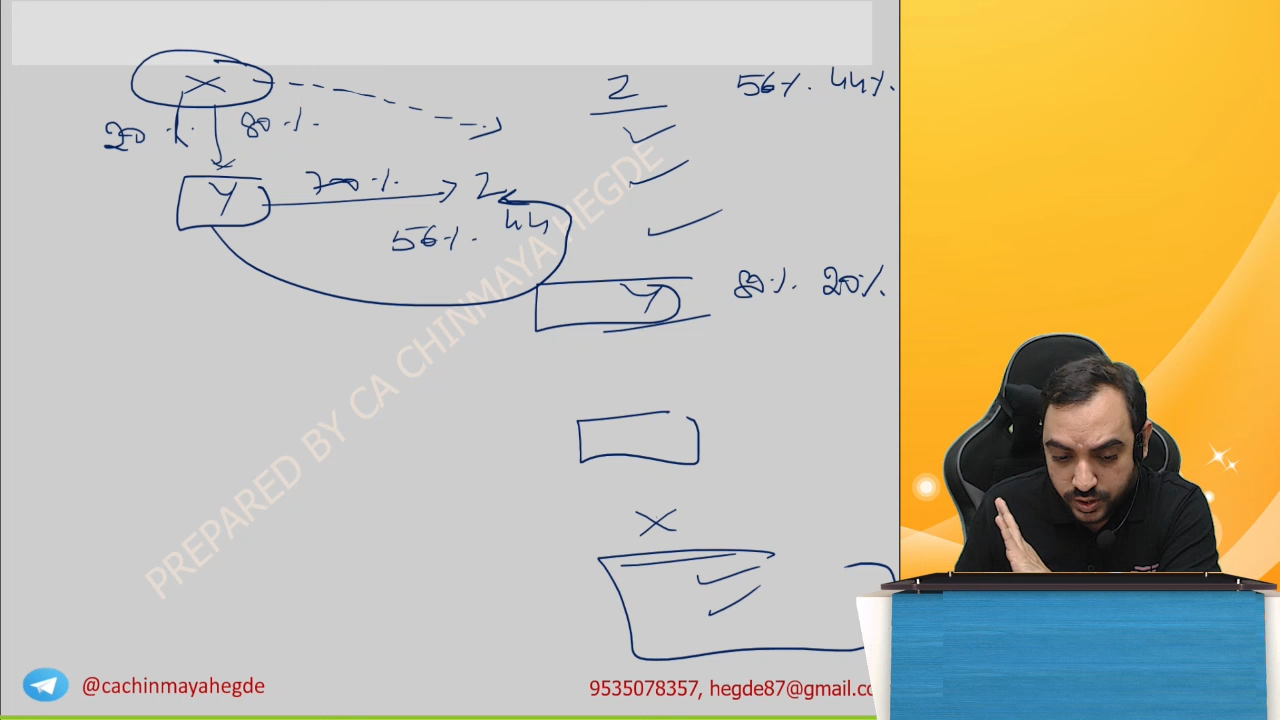 X
20 %. 80 %.
Y 70%. Z
56%. 44
Z 56%. 44%.
Y 80%. 20%.
X
PREPARED BY CA CHINMAYA HEGDE
@cachinmayahegde
9535078357, hegde87@gmail.co